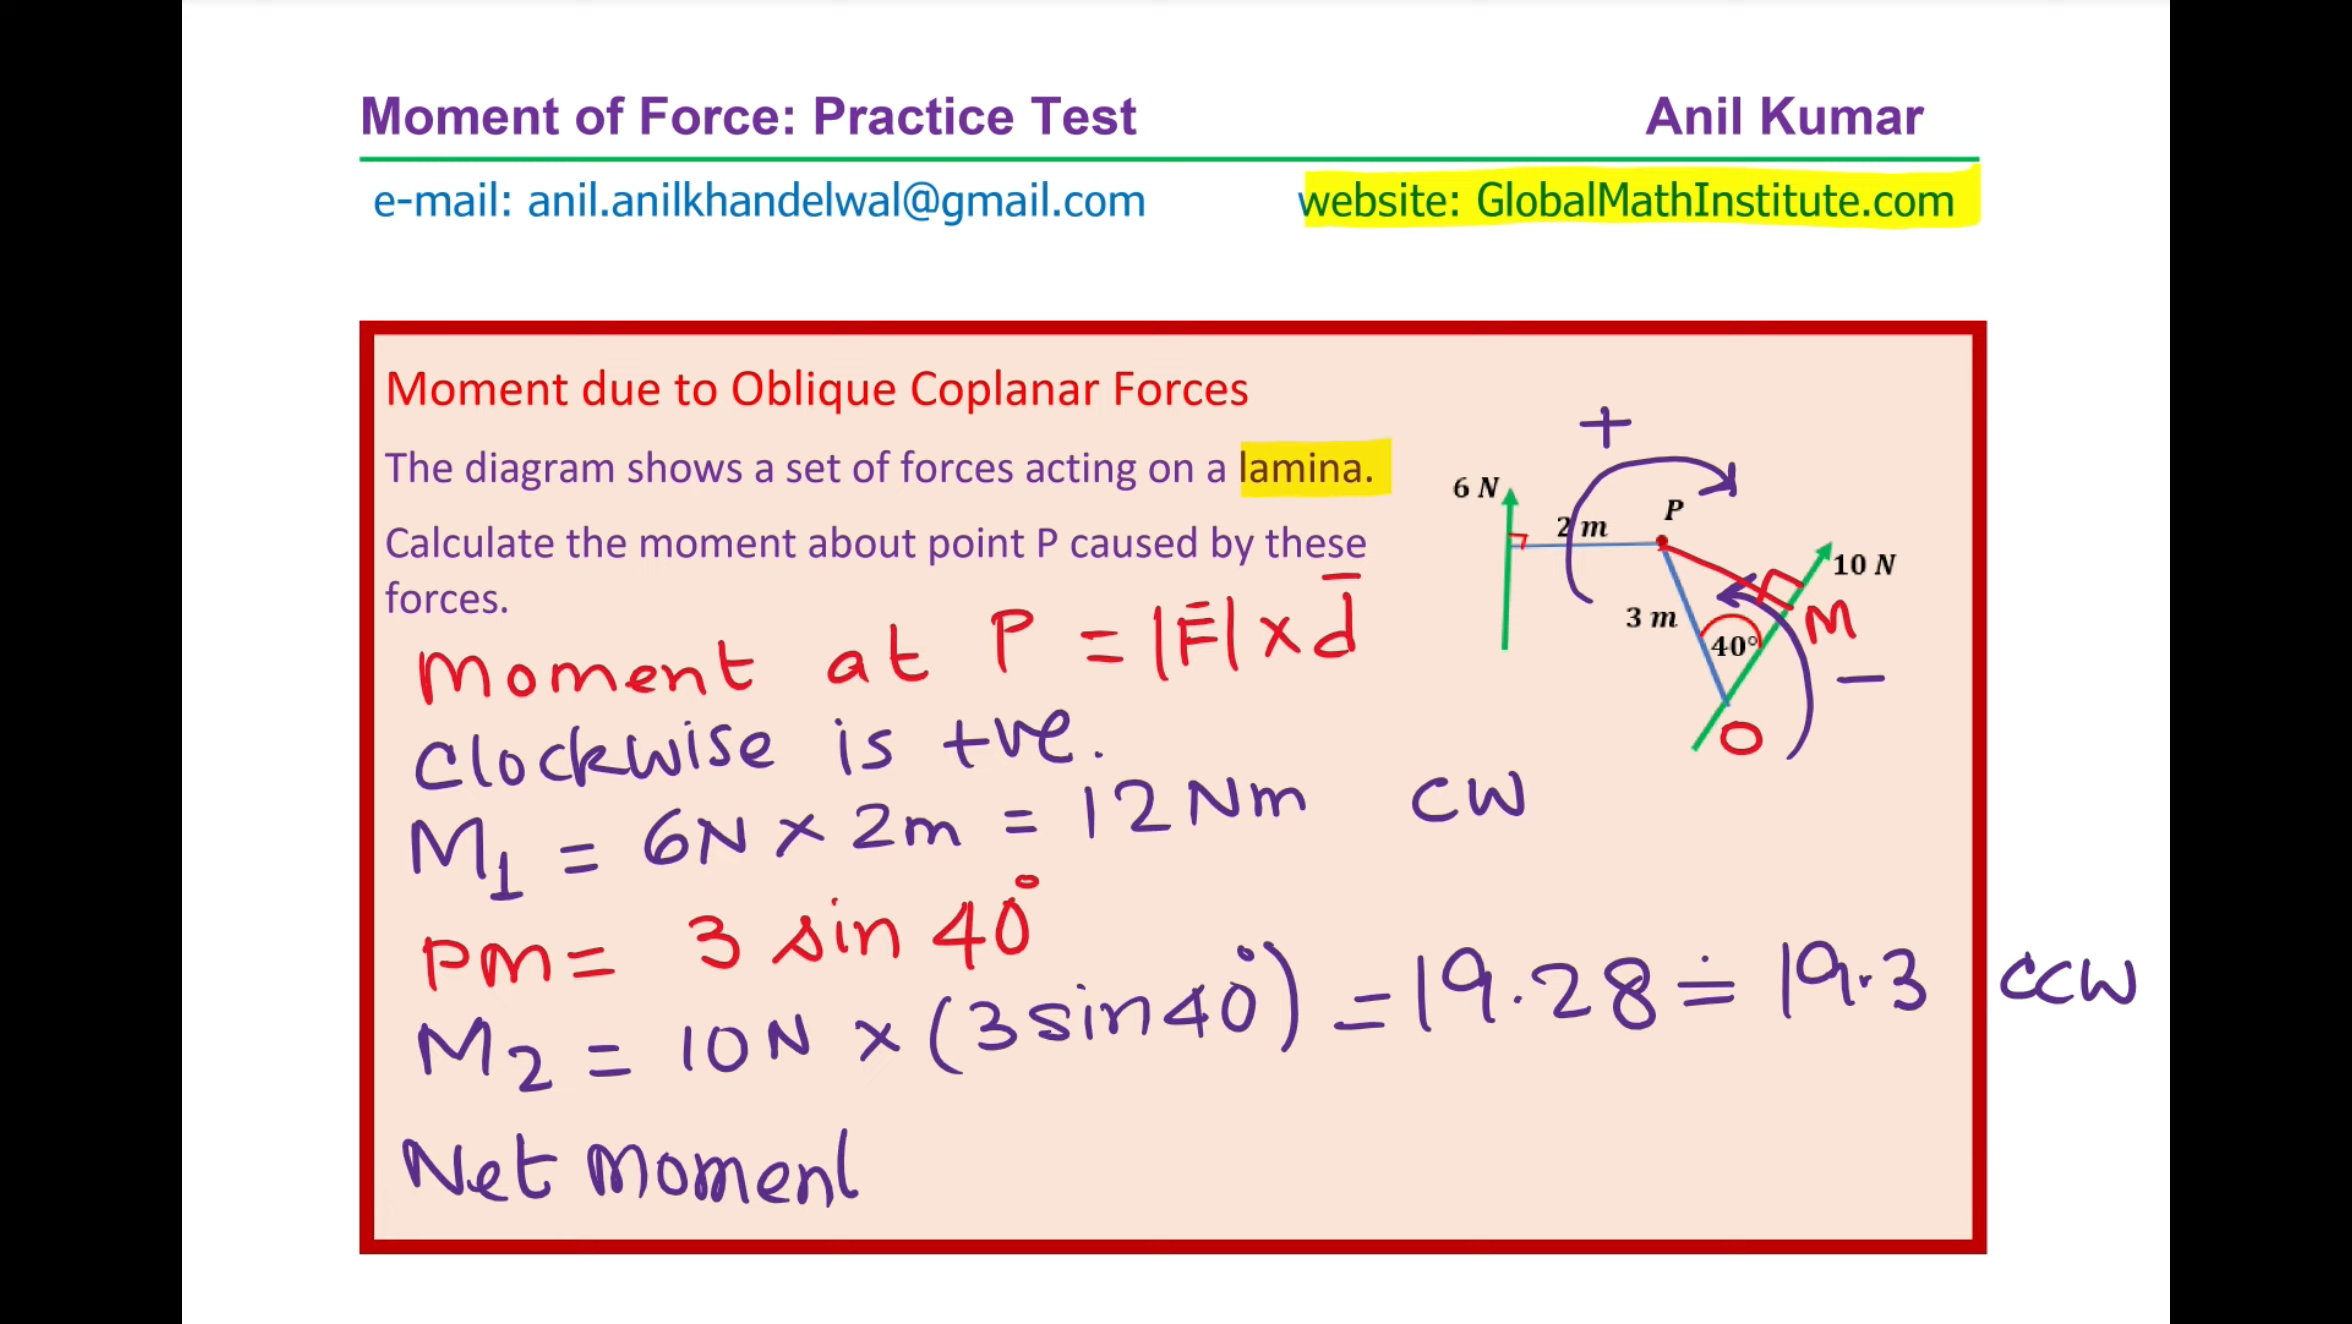 Moment of Force: Practice Test Anil Kumar
e-mail: anil.anilkhandelwal@gmail.com website: GlobalMathInstitute.com
Moment due to Oblique Coplanar Forces
The diagram shows a set of forces acting on a lamina.
Calculate the moment about point P caused by these
forces.
+
6 N
2 m
P
10 N
3 m
40°
M
−
O
Moment at P = |F̄| × d̄
Clockwise is +ve.
M₁ = 6N × 2m = 12 Nm CW
PM = 3 sin 40°
M₂ = 10N × (3 sin 40°) = 19.28 ≐ 19.3 CCW
Net Moment